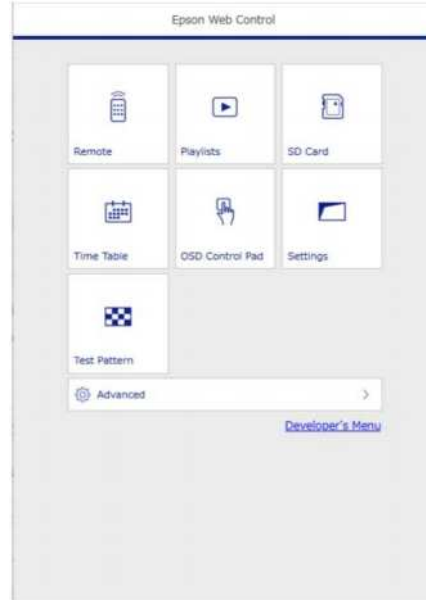 Epson Web Control
Remote
Playlists
SD Card
Time Table
OSD Control Pad
Settings
Test Pattern
Advanced
Developer's Menu